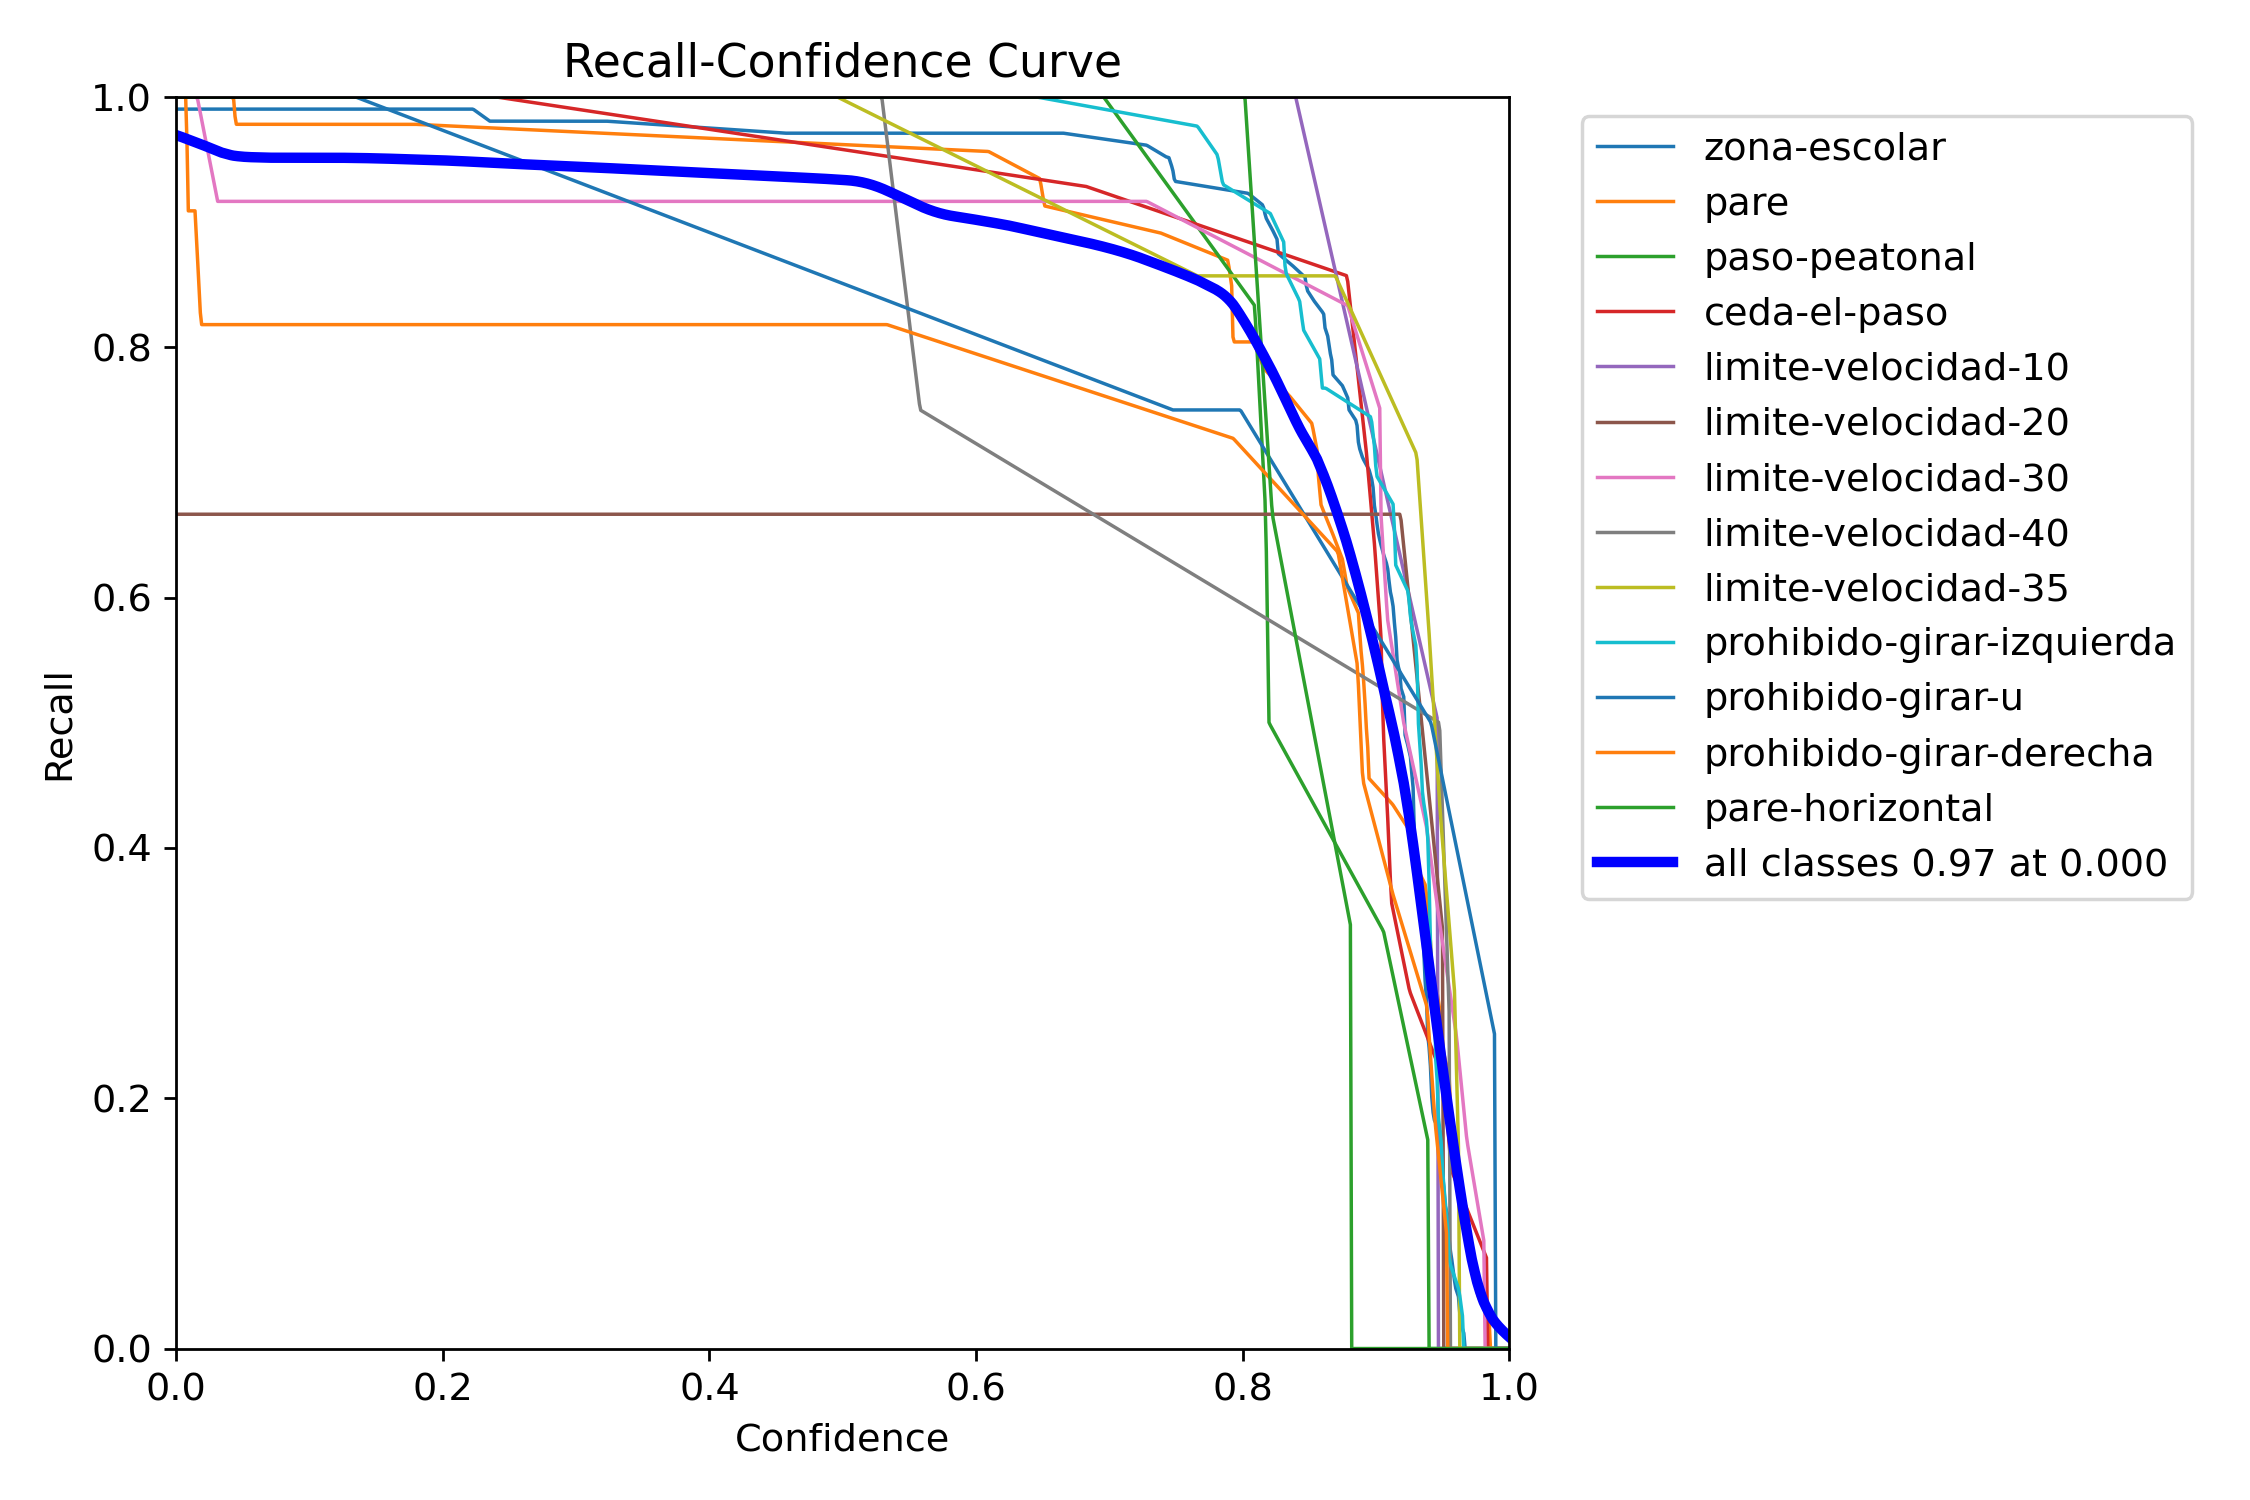 Recall-Confidence Curve
1.0
0.8
0.6
0.4
0.2
0.0
Recall
0.0 0.2 0.4 0.6 0.8 1.0
Confidence
zona-escolar
pare
paso-peatonal
ceda-el-paso
limite-velocidad-10
limite-velocidad-20
limite-velocidad-30
limite-velocidad-40
limite-velocidad-35
prohibido-girar-izquierda
prohibido-girar-u
prohibido-girar-derecha
pare-horizontal
all classes 0.97 at 0.000